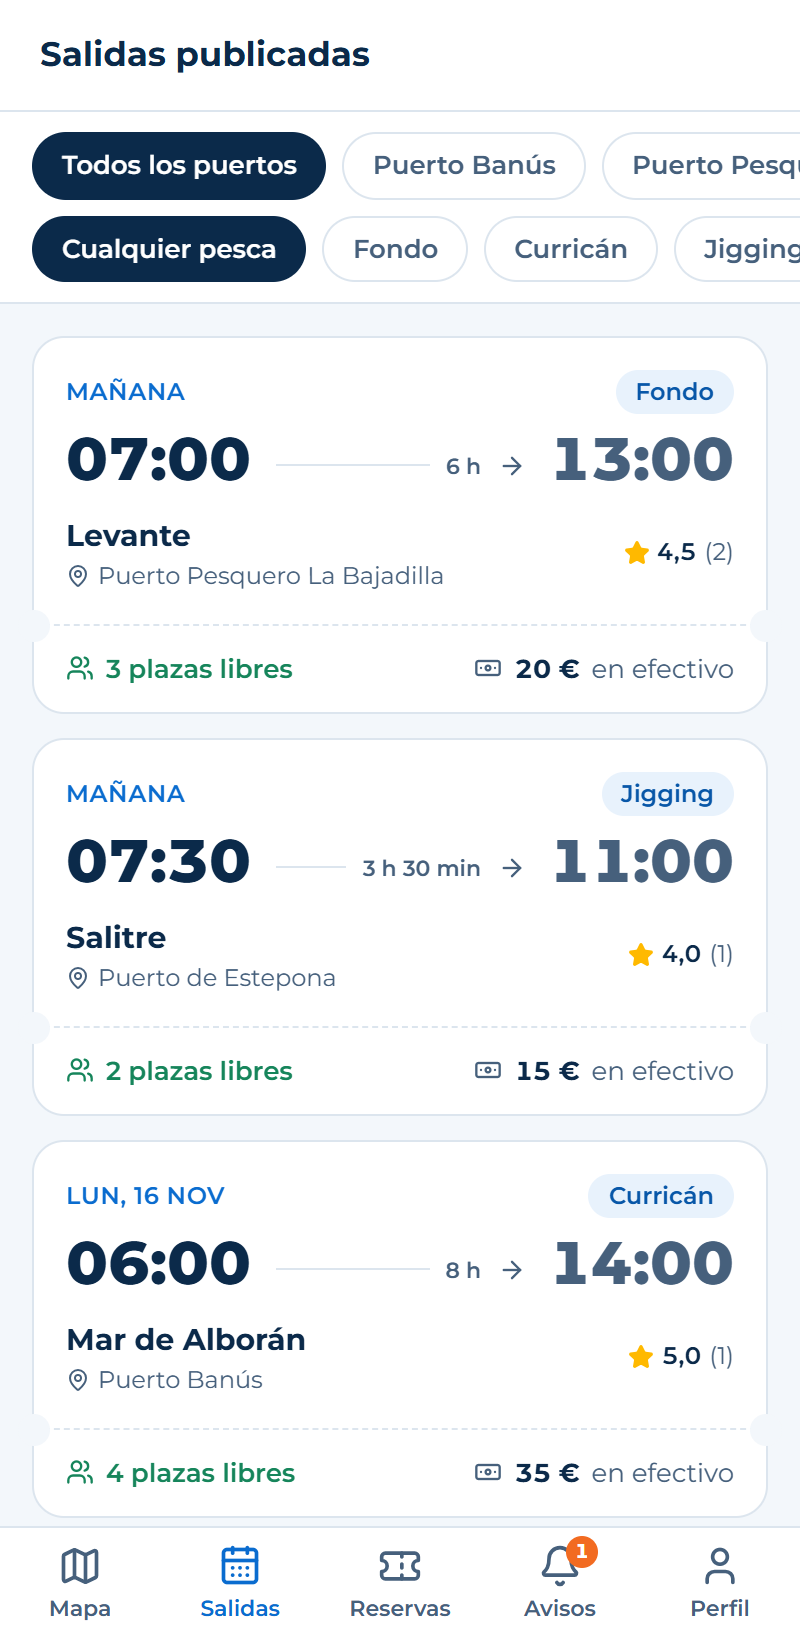 Salidas publicadas
Todos los puertos Puerto Banús Puerto Pesqu
Cualquier pesca Fondo Curricán Jigging
MAÑANA Fondo
07:00 6 h 13:00
Levante
4,5 (2)
Puerto Pesquero La Bajadilla
3 plazas libres 20 € en efectivo
MAÑANA Jigging
07:30 3 h 30 min 11:00
Salitre
4,0 (1)
Puerto de Estepona
2 plazas libres 15 € en efectivo
LUN, 16 NOV Curricán
06:00 8 h 14:00
Mar de Alborán
5,0 (1)
Puerto Banús
4 plazas libres 35 € en efectivo
1
Mapa Salidas Reservas Avisos Perfil